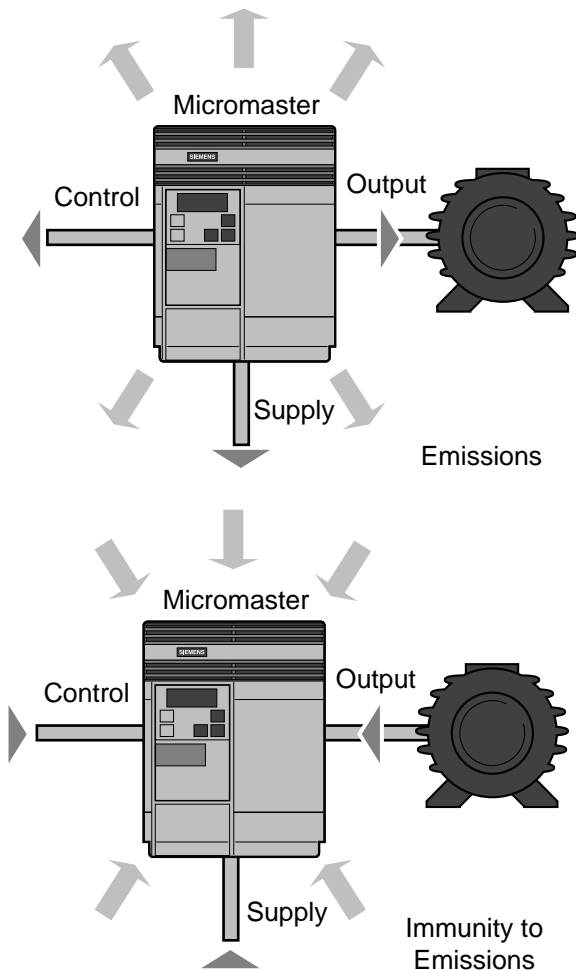 Micromaster
SIEMENS
Control
Output
Supply
Emissions
Micromaster
SIEMENS
Control
Output
Supply
Immunity to
Emissions